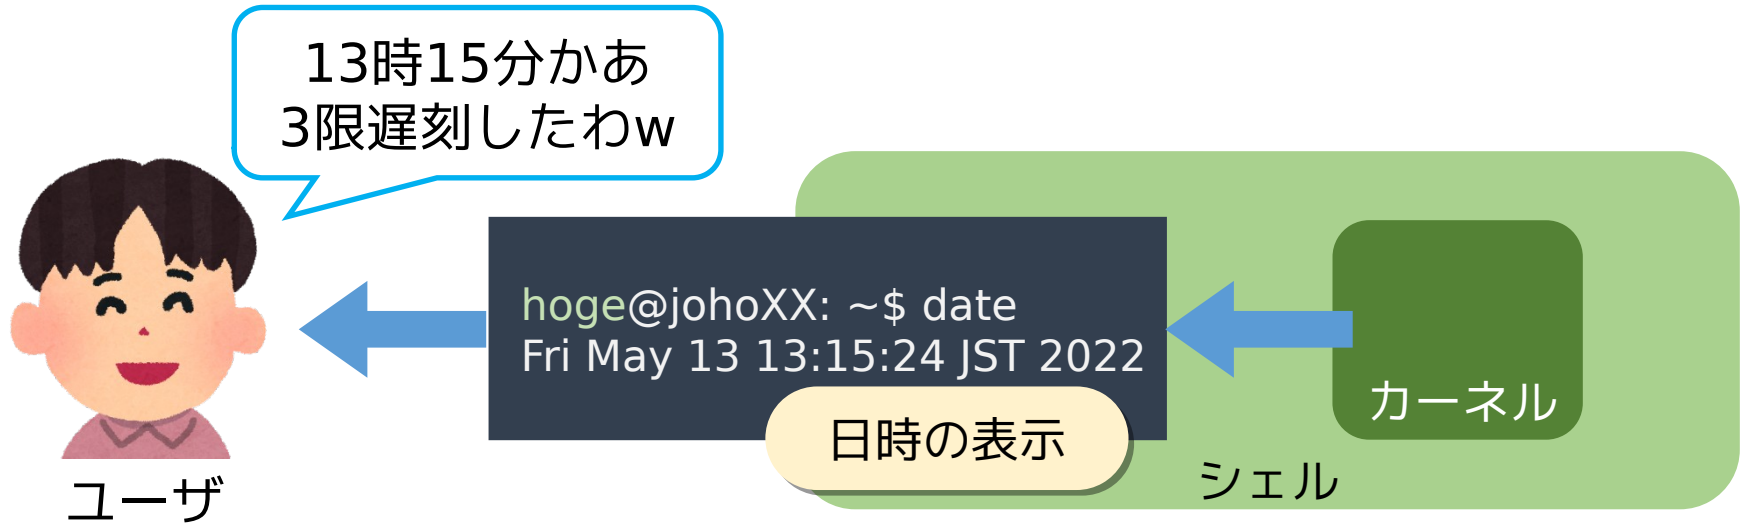 13時15分かあ
3限遅刻したわw
hoge@johoXX: ~$ date
Fri May 13 13:15:24 JST 2022
日時の表示
カーネル
シェル
ユーザ